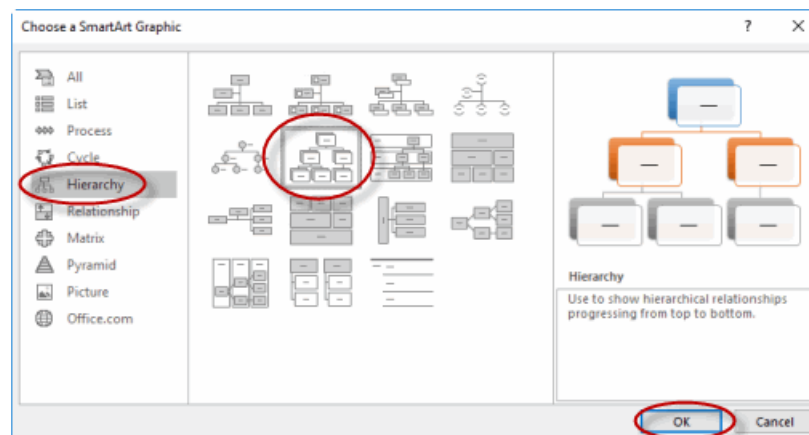 Choose a SmartArt Graphic
?
All
List
Process
Cycle
Hierarchy
Relationship
Matrix
Pyramid
Picture
Office.com
Hierarchy
Use to show hierarchical relationships
progressing from top to bottom.
OK
Cancel